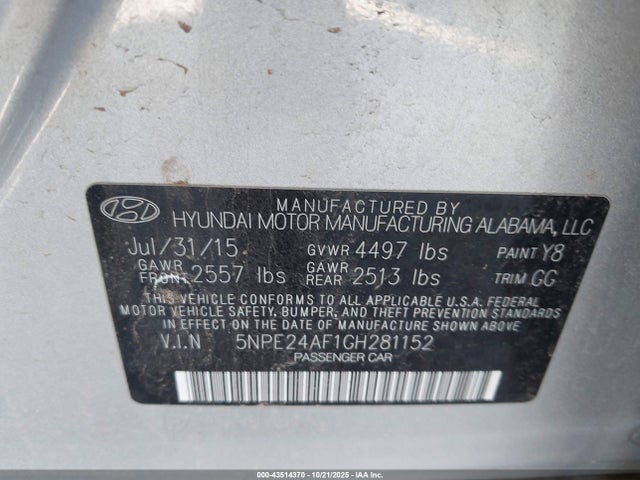 MANUFACTURED BY
HYUNDAI MOTOR MANUFACTURING ALABAMA, LLC
Jul/31/15 GVWR 4497 lbs PAINT Y8
GAWR FRONT 2557 lbs GAWR REAR 2513 lbs TRIM GG
THIS VEHICLE CONFORMS TO ALL APPLICABLE U.S.A. FEDERAL
MOTOR VEHICLE SAFETY, BUMPER, AND THEFT PREVENTION STANDARDS
IN EFFECT ON THE DATE OF MANUFACTURE SHOWN ABOVE.
V.I.N 5NPE24AF1GH281152
PASSENGER CAR
000-43514370 - 10/21/2025 - IAAI.CA